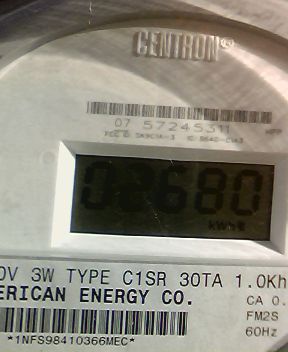 CENTRON®
07 57245311
02680
kWh
0V 3W TYPE C1SR 30TA 1.0Kh
ERICAN ENERGY CO.
CA 0.
FM2S
60Hz
*1NFS98410366MEC*